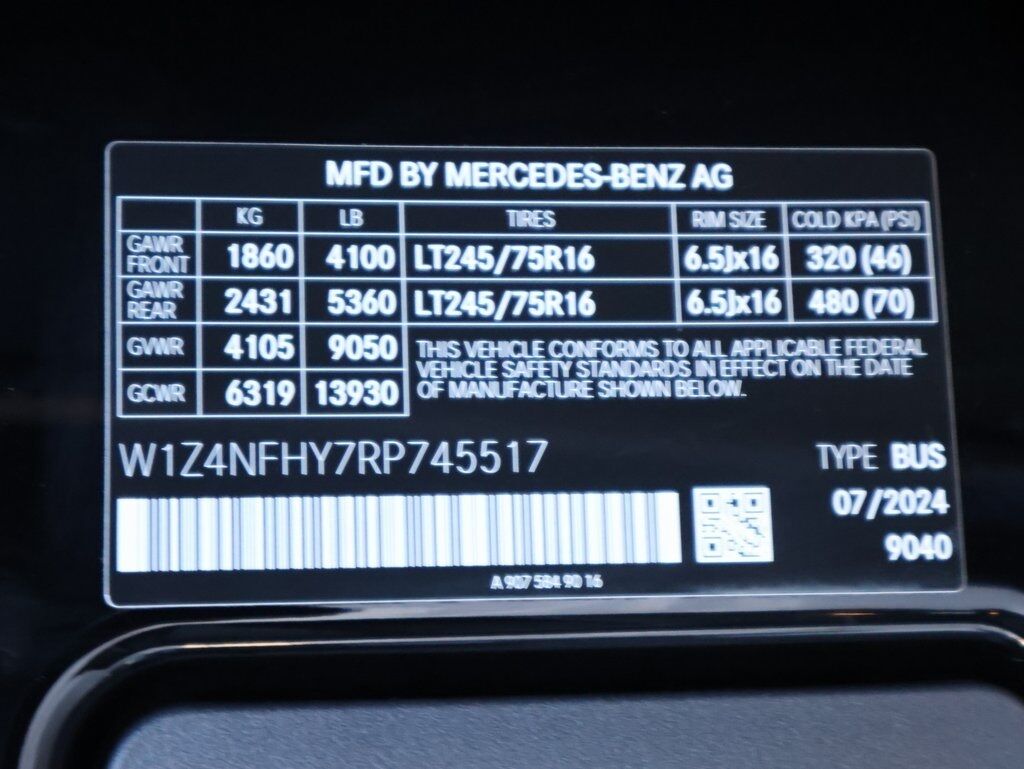 MFD BY MERCEDES-BENZ AG
KG LB TIRES RIM SIZE COLD KPA (PSI)
GAWR FRONT 1860 4100 LT245/75R16 6.5Jx16 320 (46)
GAWR REAR 2431 5360 LT245/75R16 6.5Jx16 480 (70)
GVWR 4105 9050
GCWR 6319 13930
THIS VEHICLE CONFORMS TO ALL APPLICABLE FEDERAL
VEHICLE SAFETY STANDARDS IN EFFECT ON THE DATE
OF MANUFACTURE SHOWN BELOW.
W1Z4NFHY7RP745517
TYPE BUS
07/2024
9040
A 907 584 90 16